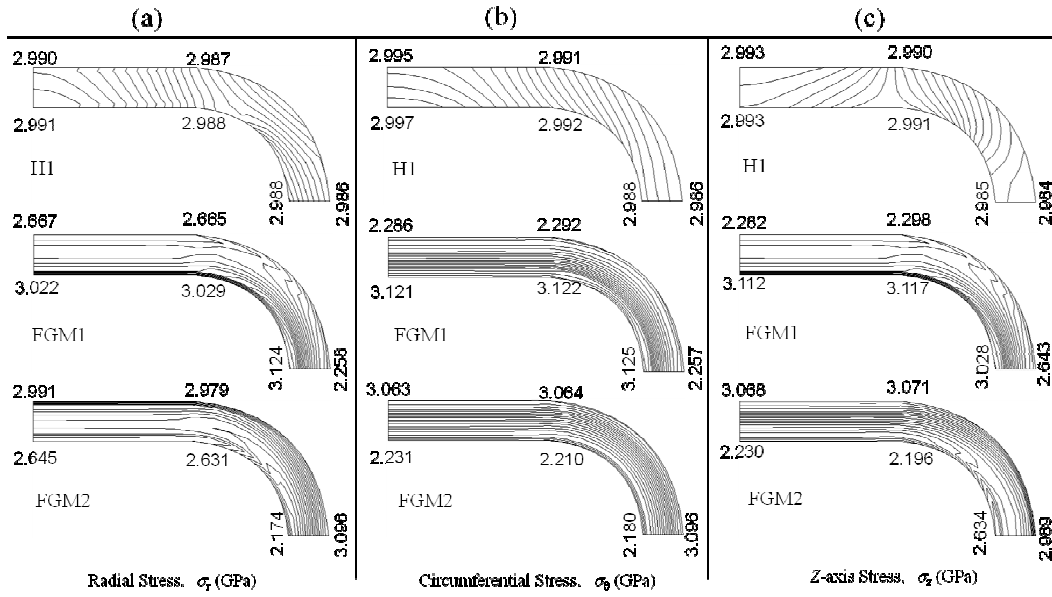 (a) (b) (c)
2.990 2.987 2.995 2.991 2.993 2.990
2.991 2.988 2.997 2.992 2.993 2.991
H1 H1 H1
2.988 2.986 2.988 2.986 2.985 2.984
2.667 2.665 2.286 2.292 2.282 2.298
3.022 3.029 3.121 3.122 3.112 3.117
FGM1 FGM1 FGM1
3.124 2.258 3.125 2.257 3.028 2.643
2.991 2.979 3.063 3.064 3.068 3.071
2.645 2.631 2.231 2.210 2.230 2.196
FGM2 FGM2 FGM2
2.174 3.096 2.180 3.096 2.634 2.989
Radial Stress, σr (GPa) Circumferential Stress, σθ (GPa) Z-axis Stress, σz (GPa)